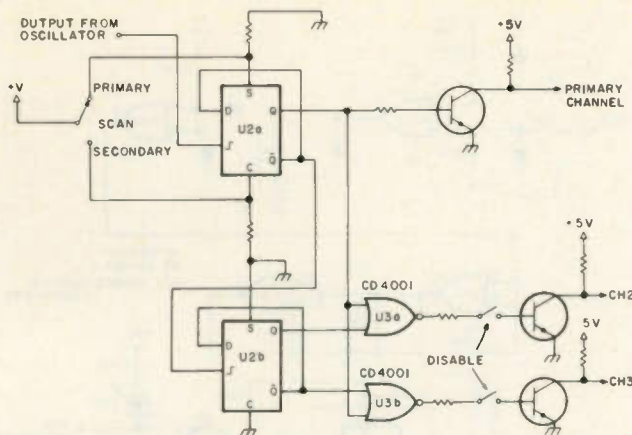 DUTPUT FROM
OSCILLATOR
+V
PRIMARY
SCAN
SECONDARY
S
D
Q
U2a
Q̄
C
+5V
PRIMARY
CHANNEL
S
D
Q
U2b
Q̄
C
CD4001
U3a
CD4001
U3b
DISABLE
+5V
CH2
5V
CH3